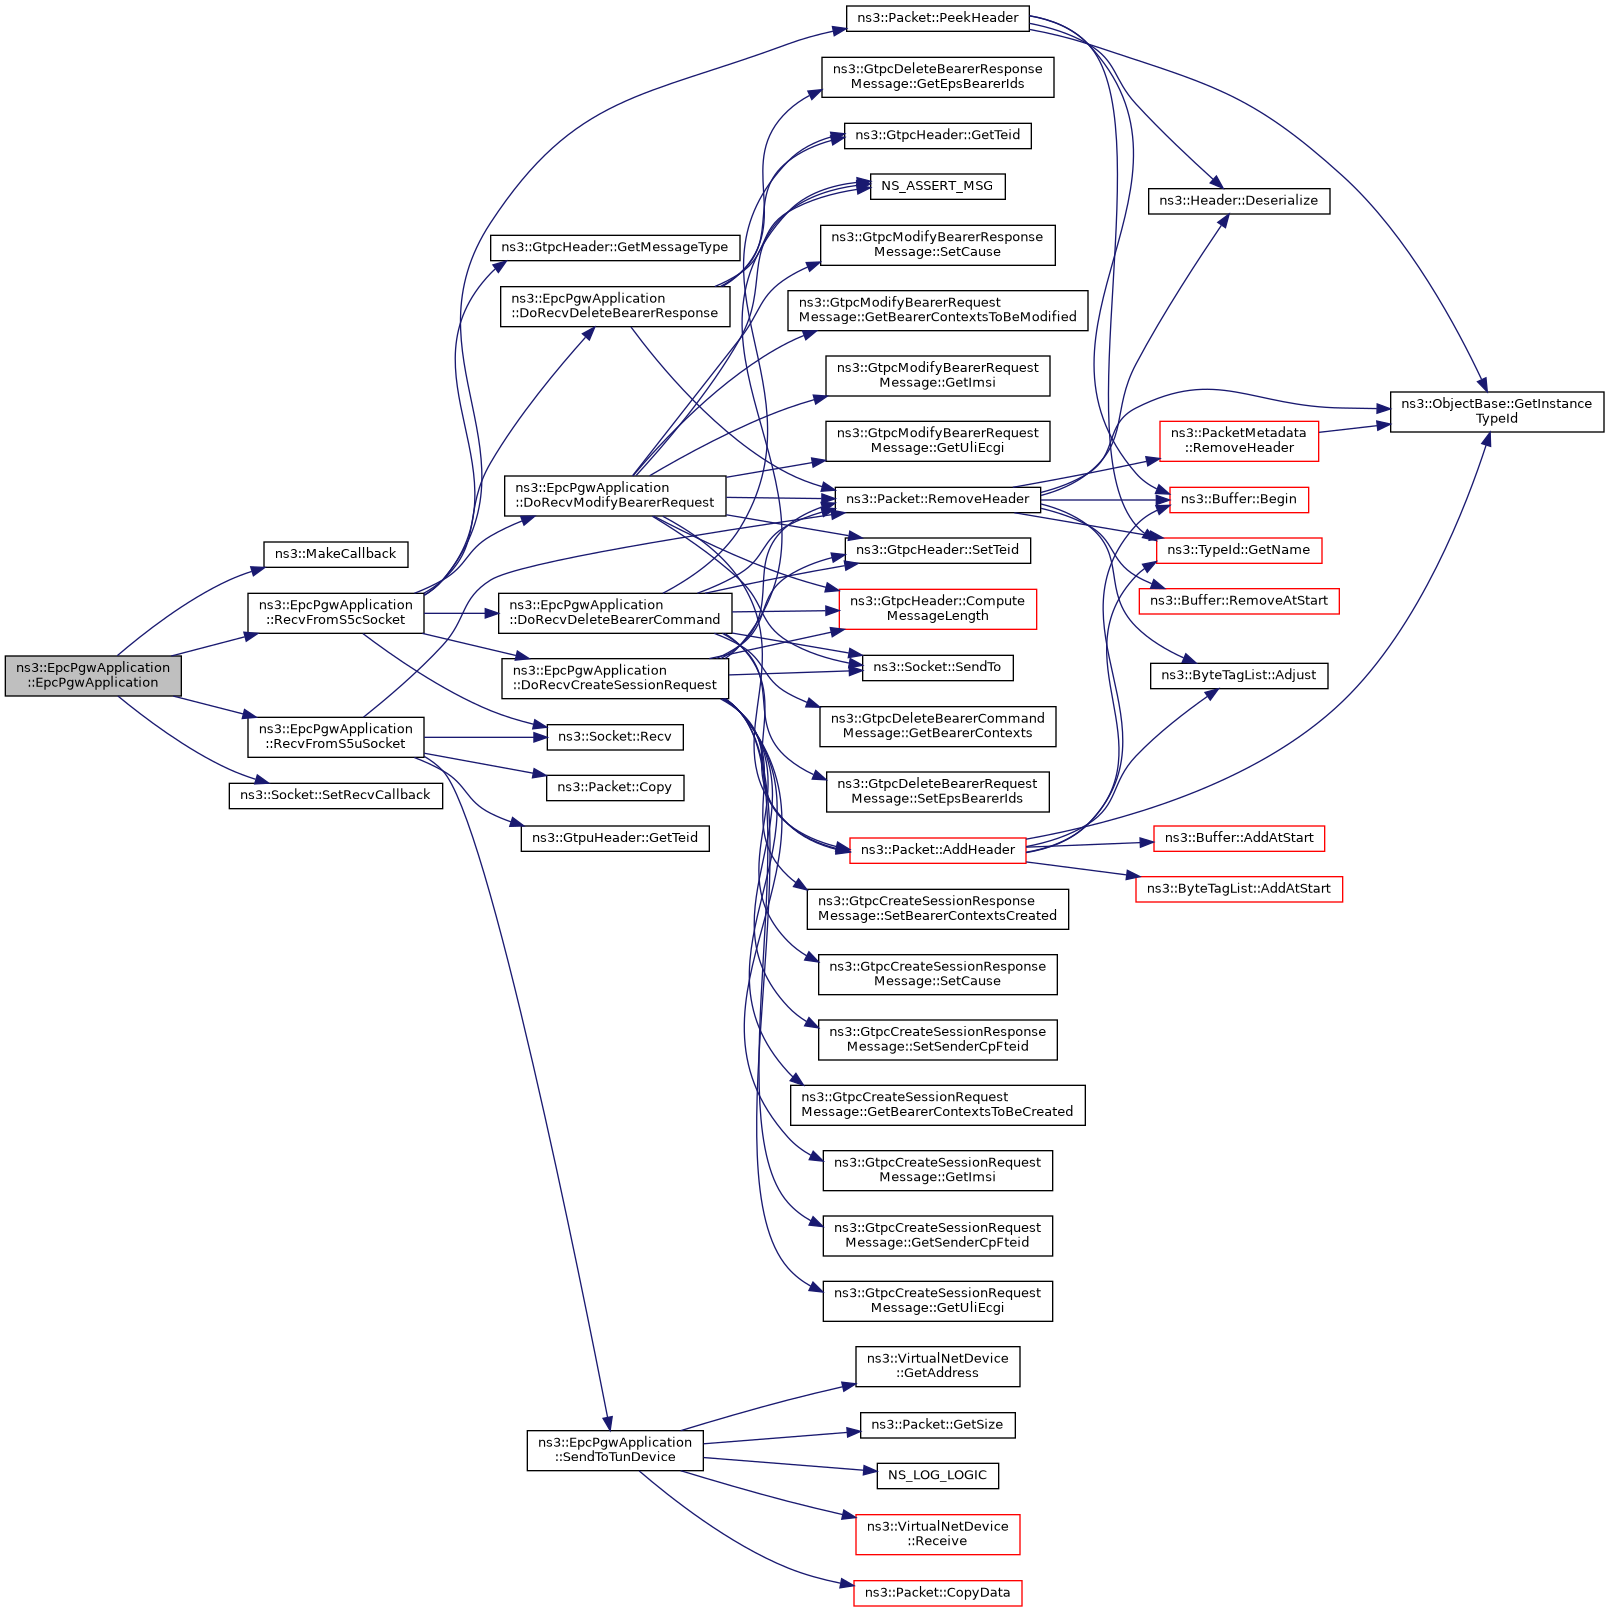 ns3::EpcPgwApplication
::EpcPgwApplication
ns3::MakeCallback
ns3::EpcPgwApplication
::RecvFromS5cSocket
ns3::EpcPgwApplication
::RecvFromS5uSocket
ns3::Socket::SetRecvCallback
ns3::GtpcHeader::GetMessageType
ns3::EpcPgwApplication
::DoRecvDeleteBearerResponse
ns3::EpcPgwApplication
::DoRecvModifyBearerRequest
ns3::EpcPgwApplication
::DoRecvDeleteBearerCommand
ns3::EpcPgwApplication
::DoRecvCreateSessionRequest
ns3::Socket::Recv
ns3::Packet::Copy
ns3::GtpuHeader::GetTeid
ns3::EpcPgwApplication
::SendToTunDevice
ns3::Packet::PeekHeader
ns3::GtpcDeleteBearerResponse
Message::GetEpsBearerIds
ns3::GtpcHeader::GetTeid
NS_ASSERT_MSG
ns3::GtpcModifyBearerResponse
Message::SetCause
ns3::GtpcModifyBearerRequest
Message::GetBearerContextsToBeModified
ns3::GtpcModifyBearerRequest
Message::GetImsi
ns3::GtpcModifyBearerRequest
Message::GetUliEcgi
ns3::Packet::RemoveHeader
ns3::GtpcHeader::SetTeid
ns3::GtpcHeader::Compute
MessageLength
ns3::Socket::SendTo
ns3::GtpcDeleteBearerCommand
Message::GetBearerContexts
ns3::GtpcDeleteBearerRequest
Message::SetEpsBearerIds
ns3::Packet::AddHeader
ns3::GtpcCreateSessionResponse
Message::SetBearerContextsCreated
ns3::GtpcCreateSessionResponse
Message::SetCause
ns3::GtpcCreateSessionResponse
Message::SetSenderCpFteid
ns3::GtpcCreateSessionRequest
Message::GetBearerContextsToBeCreated
ns3::GtpcCreateSessionRequest
Message::GetImsi
ns3::GtpcCreateSessionRequest
Message::GetSenderCpFteid
ns3::GtpcCreateSessionRequest
Message::GetUliEcgi
ns3::VirtualNetDevice
::GetAddress
ns3::Packet::GetSize
NS_LOG_LOGIC
ns3::VirtualNetDevice
::Receive
ns3::Packet::CopyData
ns3::Header::Deserialize
ns3::PacketMetadata
::RemoveHeader
ns3::Buffer::Begin
ns3::TypeId::GetName
ns3::Buffer::RemoveAtStart
ns3::ByteTagList::Adjust
ns3::Buffer::AddAtStart
ns3::ByteTagList::AddAtStart
ns3::ObjectBase::GetInstance
TypeId